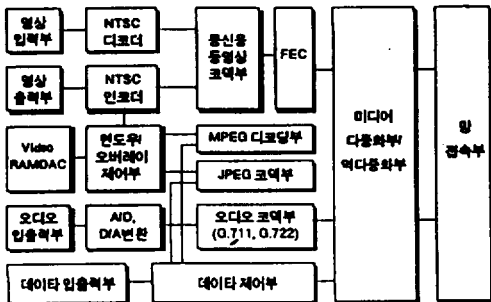 영상
입력부
NTSC
디코더
통신용
동영상
코덱부
FEC
영상
출력부
NTSC
인코더
미디어
다중화부/
역다중화부
망
접속부
Video
RAMDAC
윈도우/
오버레이
제어부
MPEG 디코딩부
JPEG 코덱부
오디오
입출력부
A/D,
D/A변환
오디오 코덱부
(G.711, G.722)
데이타 입출력부
데이타 제어부